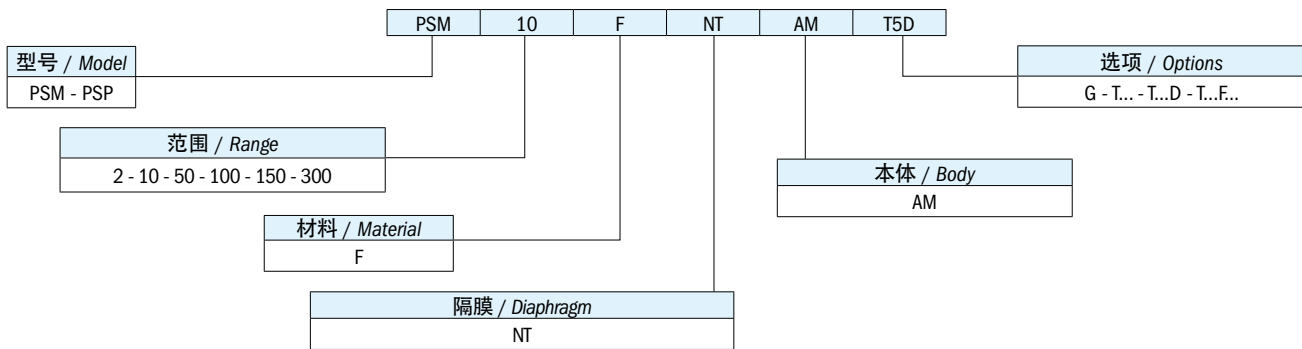 PSM 10 F NT AM T5D
型号 / Model
PSM - PSP
选项 / Options
G - T... - T...D - T...F...
范围 / Range
2 - 10 - 50 - 100 - 150 - 300
本体 / Body
AM
材料 / Material
F
隔膜 / Diaphragm
NT